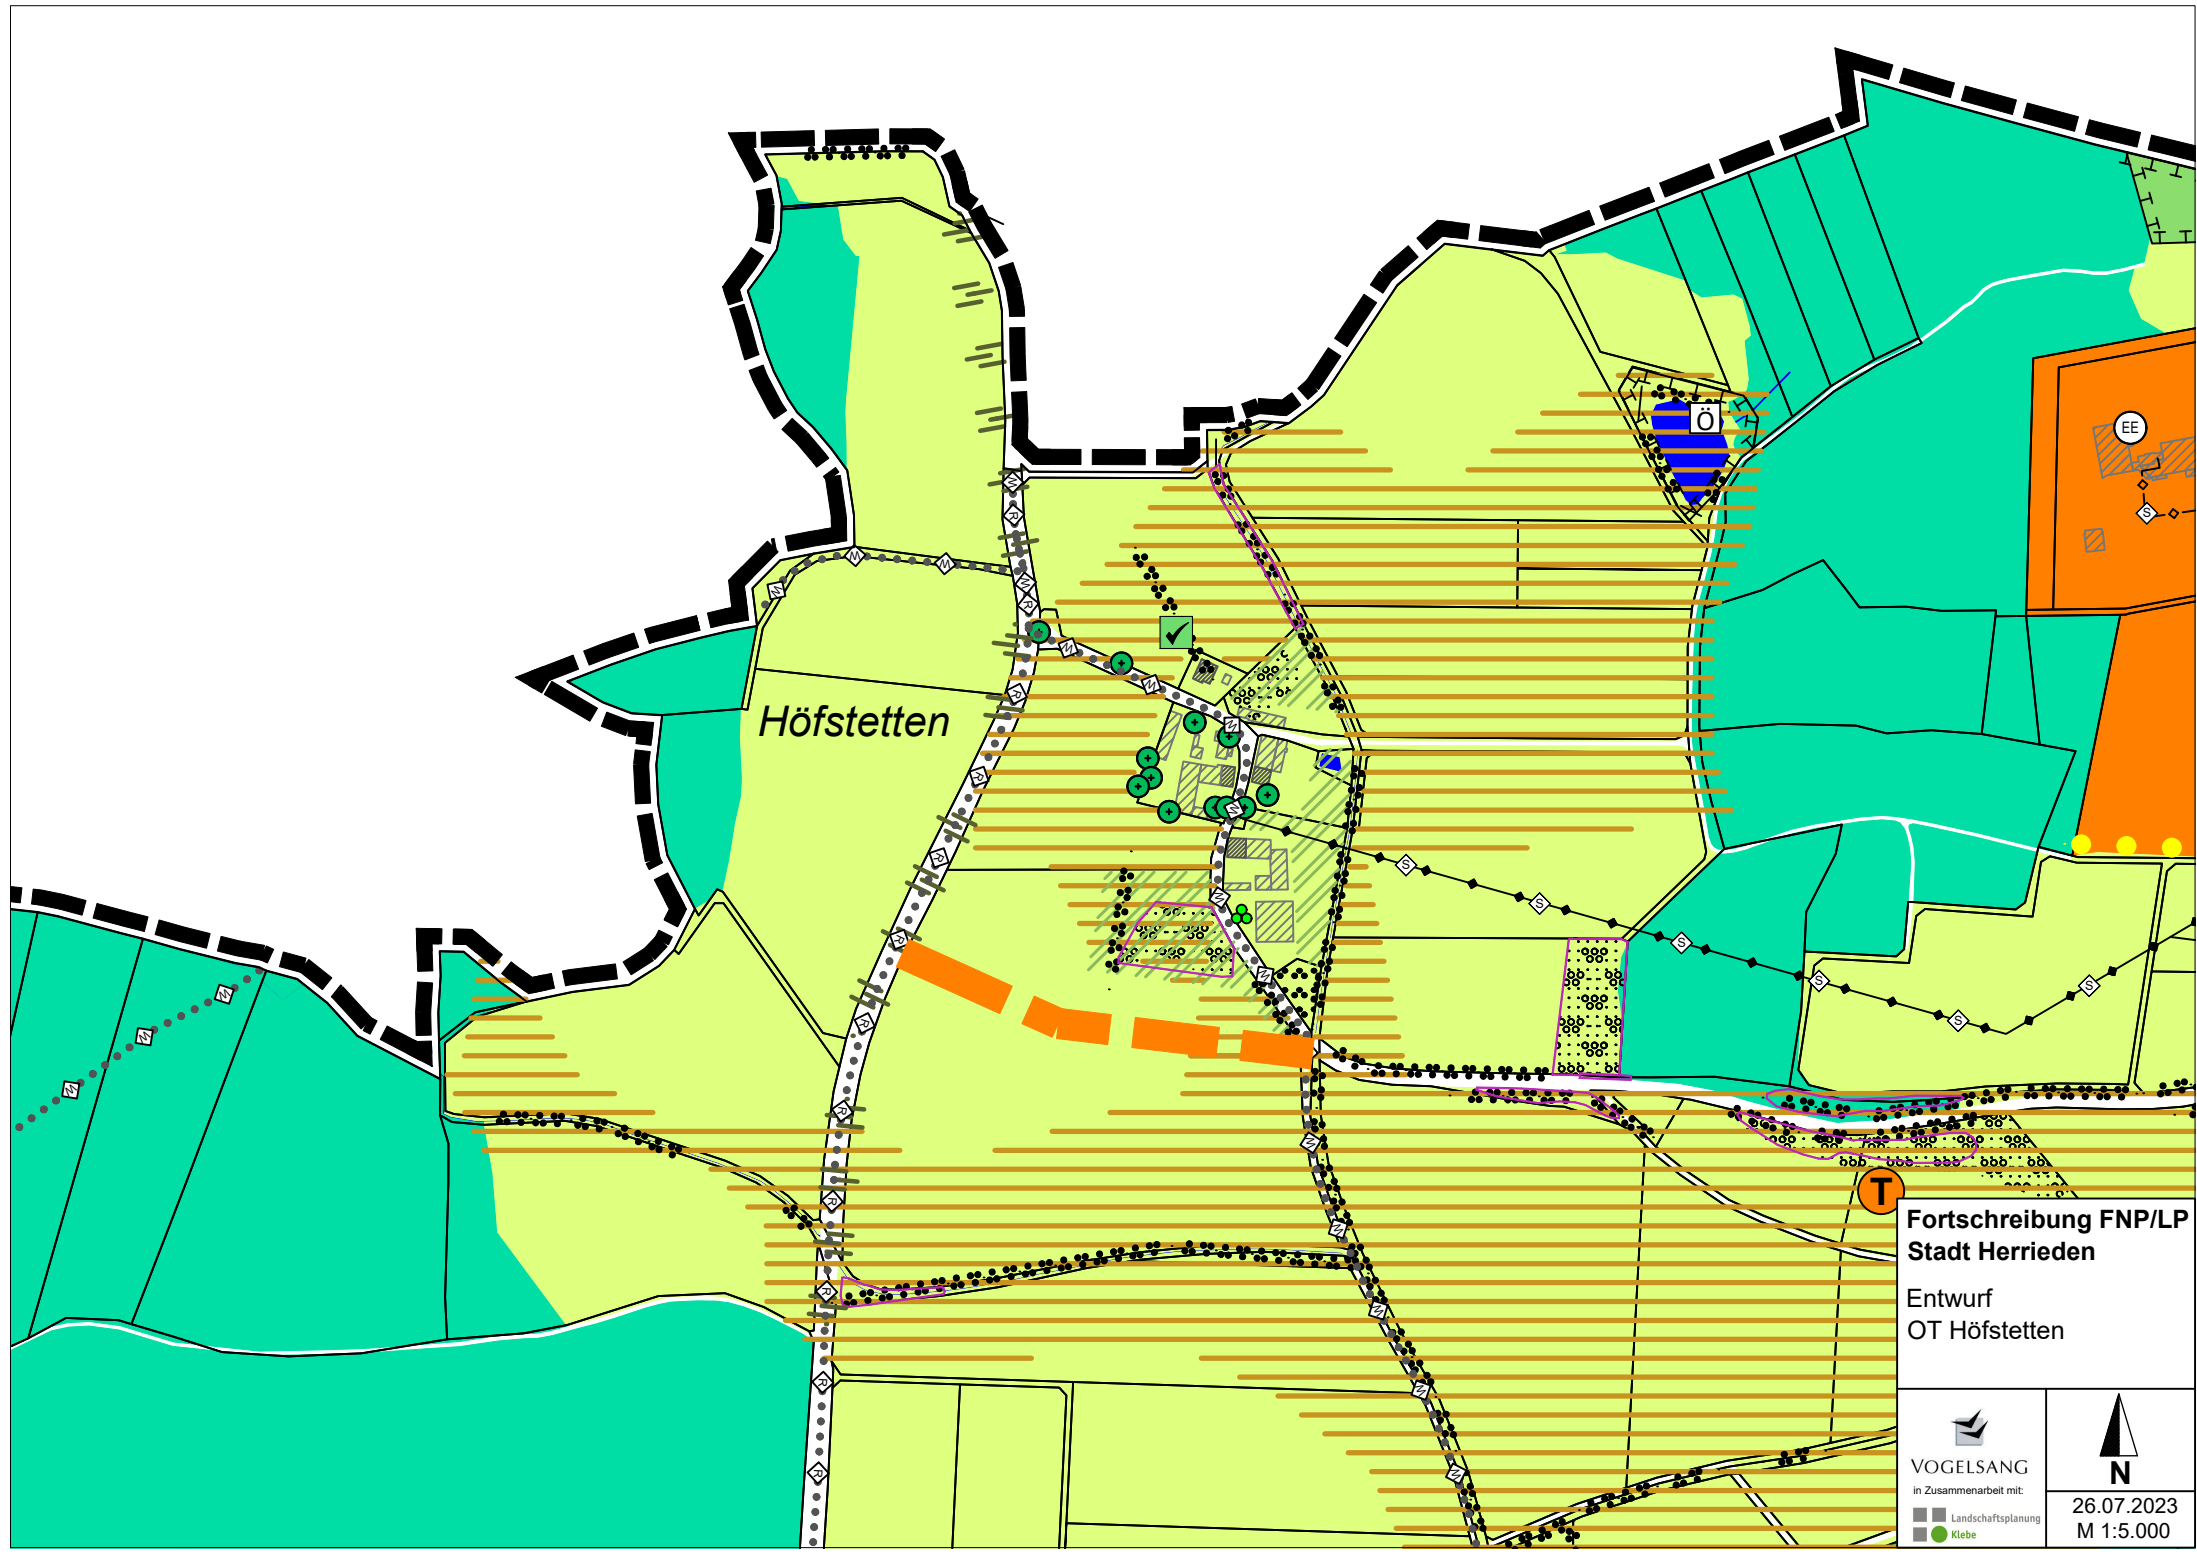 Ö
EE
S
W
R
W
R
W
W
W
W
R
W
W
Höfstetten
R
W
R
W
S
S
W
R
S
W
S
S
W
R
S
W
R
W
T
R
W
Fortschreibung FNP/LP
Stadt Herrieden
Entwurf
OT Höfstetten
R
W
R
W
R
W
VOGELSANG
in Zusammenarbeit mit:
Landschaftsplanung
Klebe
N
26.07.2023
M 1:5.000